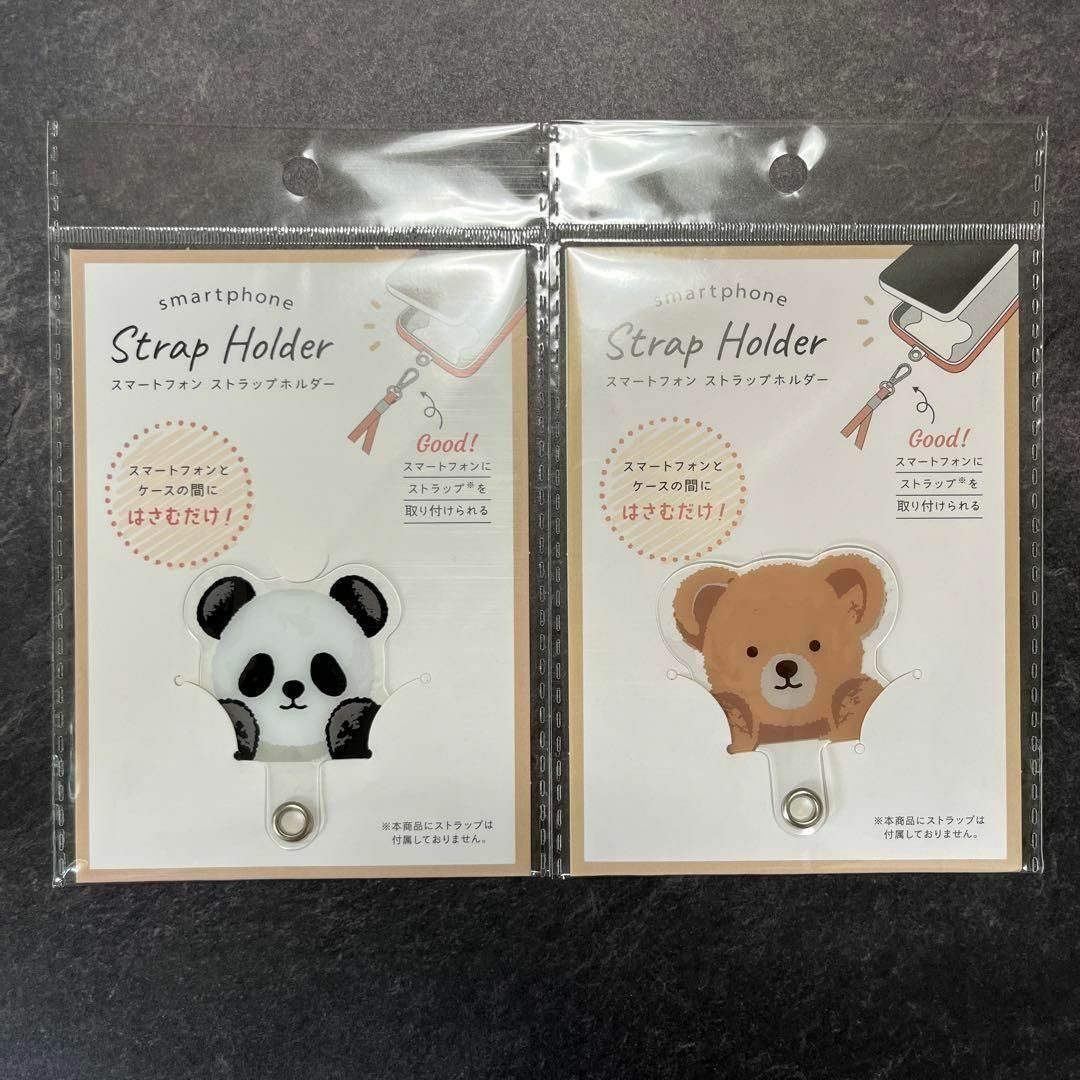 smartphone
Strap Holder
スマートフォン ストラップホルダー
スマートフォンと
ケースの間に
はさむだけ!
Good!
スマートフォンに
ストラップ※を
取り付けられる
※本商品にストラップは
付属しておりません。
smartphone
Strap Holder
スマートフォン ストラップホルダー
スマートフォンと
ケースの間に
はさむだけ!
Good!
スマートフォンに
ストラップ※を
取り付けられる
※本商品にストラップは
付属しておりません。